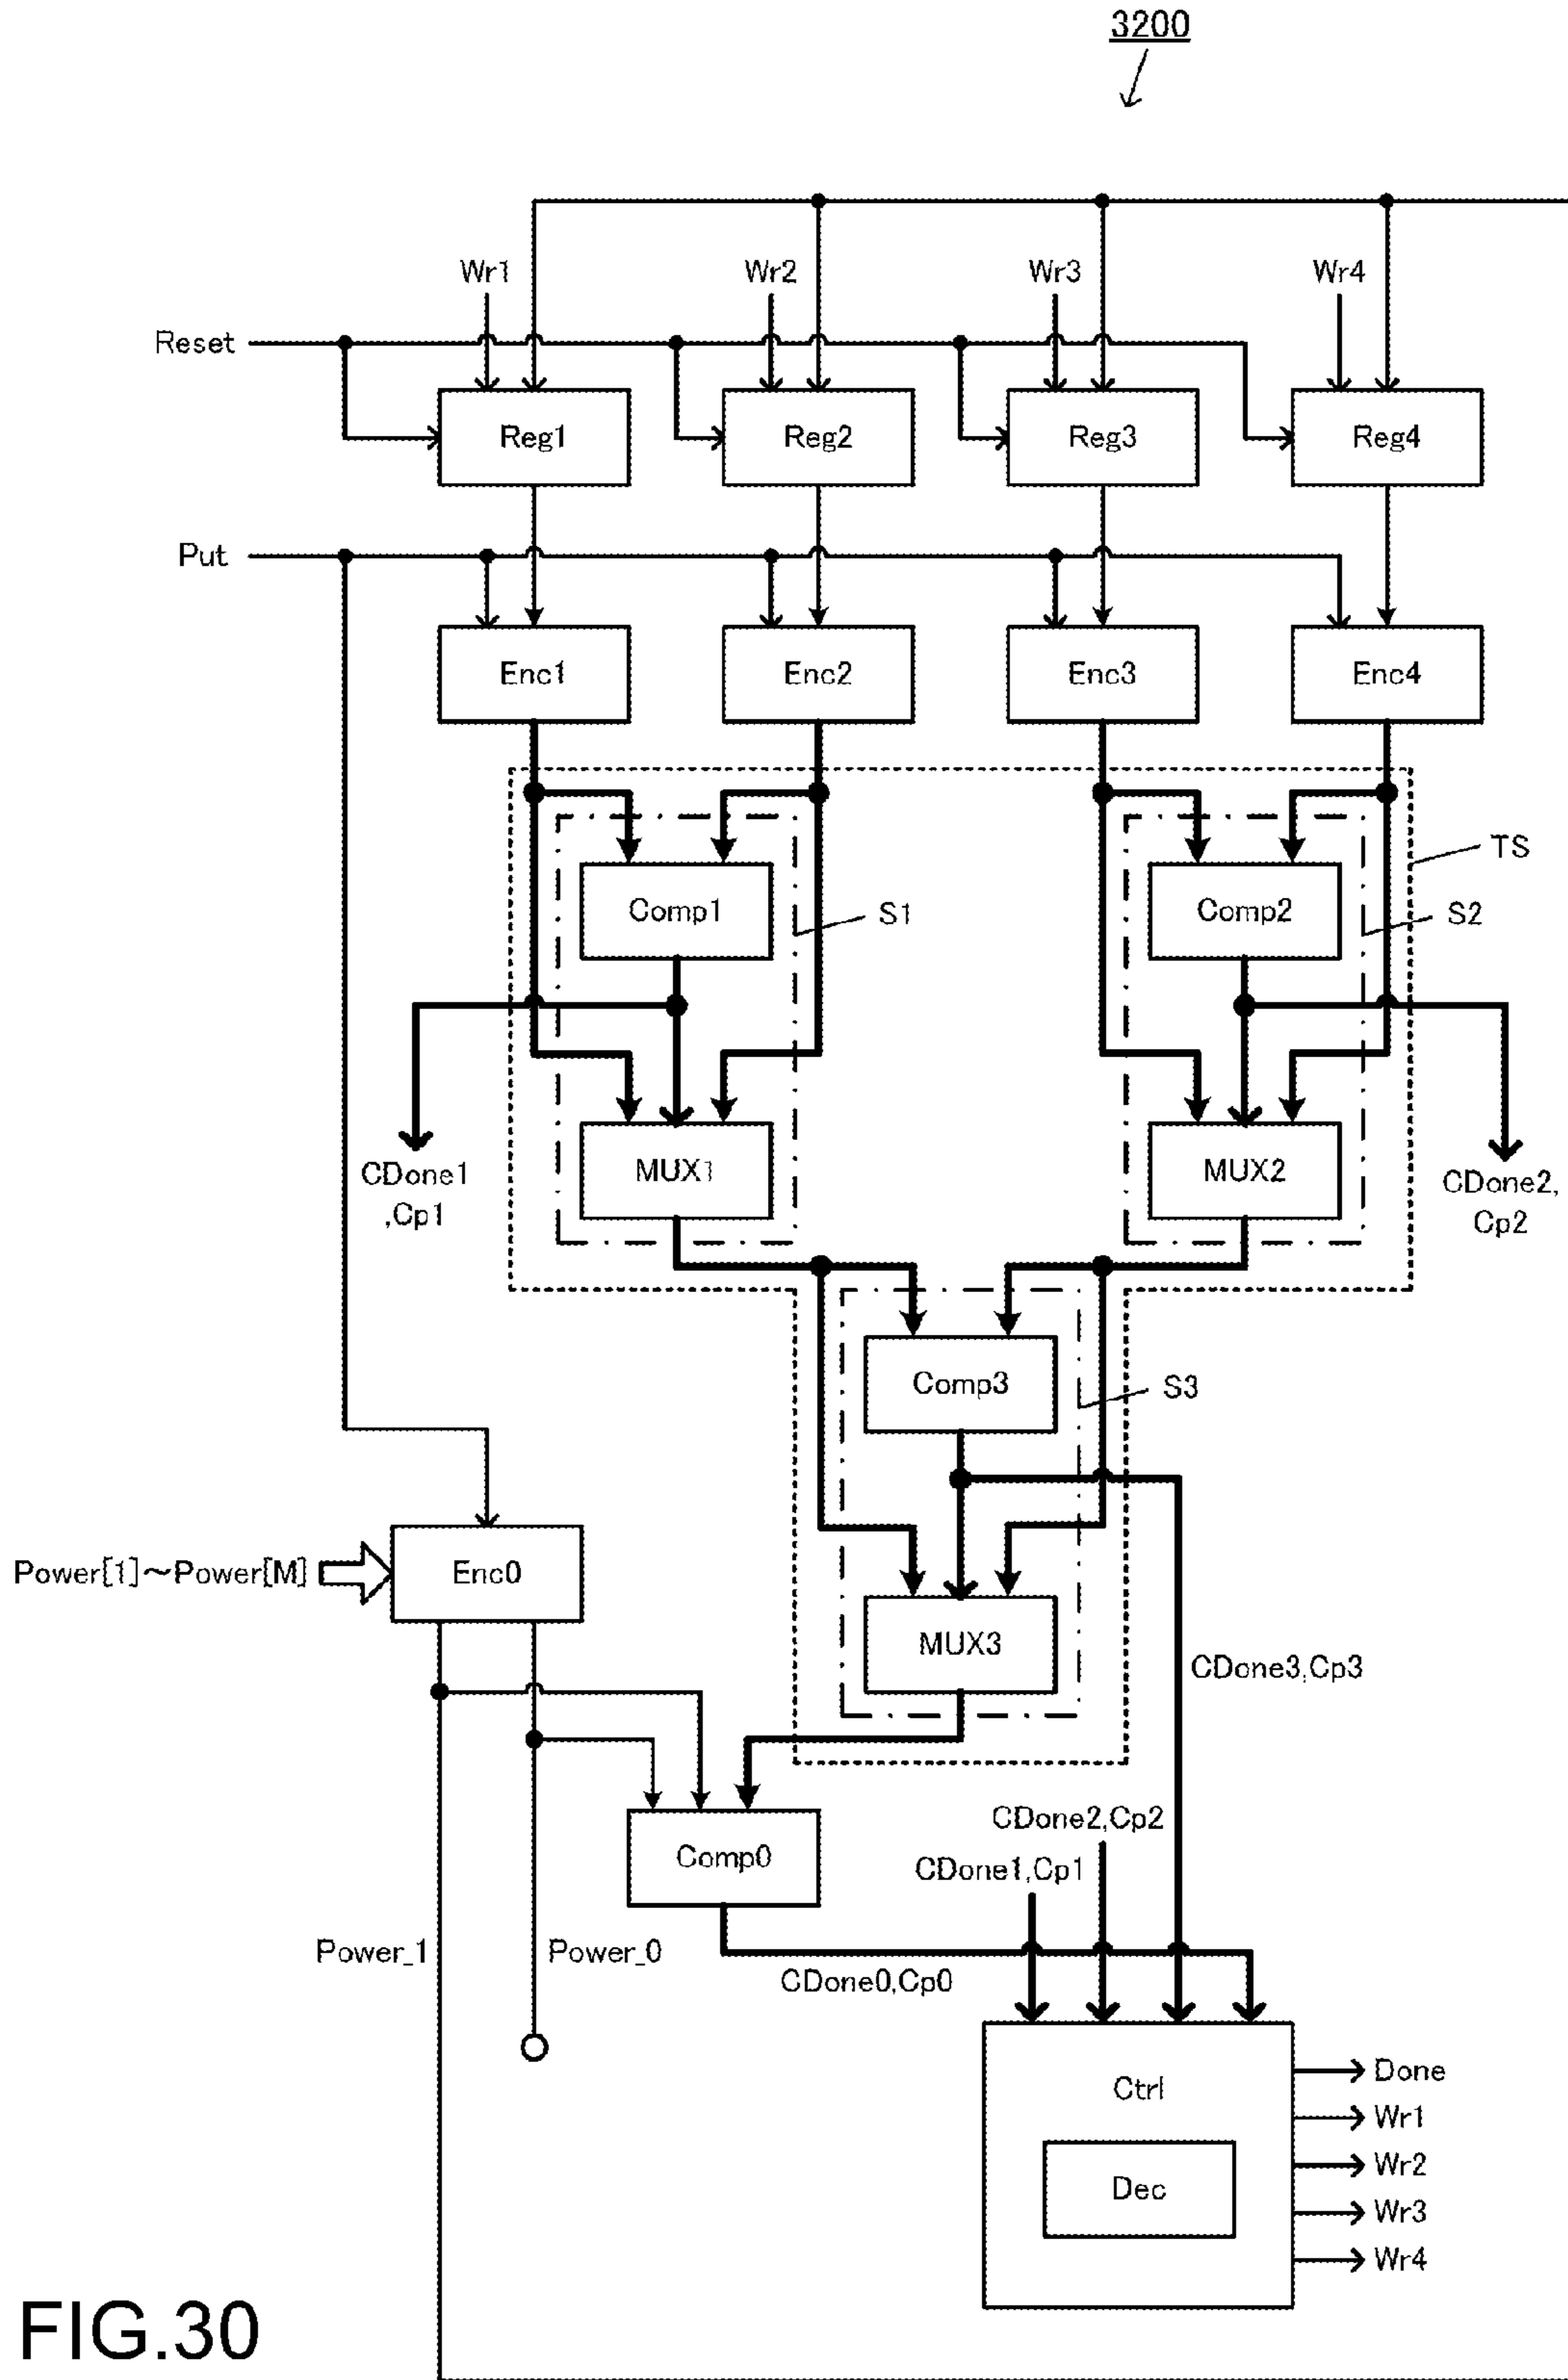 3200
Wr1
Wr2
Wr3
Wr4
Reset
Reg1
Reg2
Reg3
Reg4
Put
Enc1
Enc2
Enc3
Enc4
TS
Comp1
S1
Comp2
S2
MUX1
MUX2
CDone1
,Cp1
CDone2,
Cp2
Comp3
S3
Power[1]～Power[M]
Enc0
MUX3
CDone3,Cp3
CDone2,Cp2
Comp0
CDone1,Cp1
Power_1
Power_0
CDone0,Cp0
Ctrl
Done
Wr1
Wr2
Dec
Wr3
Wr4
FIG.30